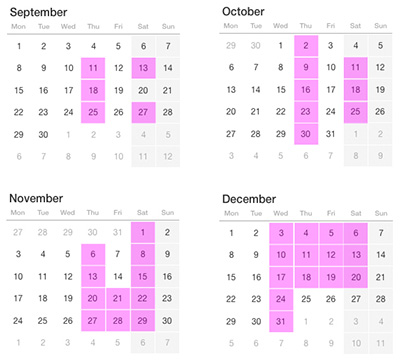 September
Mon Tue Wed Thu Fri Sat Sun
1 2 3 4 5 6 7
8 9 10 11 12 13 14
15 16 17 18 19 20 21
22 23 24 25 26 27 28
29 30 1 2 3 4 5
6 7 8 9 10 11 12
October
Mon Tue Wed Thu Fri Sat Sun
29 30 1 2 3 4 5
6 7 8 9 10 11 12
13 14 15 16 17 18 19
20 21 22 23 24 25 26
27 28 29 30 31 1 2
3 4 5 6 7 8 9
November
Mon Tue Wed Thu Fri Sat Sun
27 28 29 30 31 1 2
3 4 5 6 7 8 9
10 11 12 13 14 15 16
17 18 19 20 21 22 23
24 25 26 27 28 29 30
1 2 3 4 5 6 7
December
Mon Tue Wed Thu Fri Sat Sun
1 2 3 4 5 6 7
8 9 10 11 12 13 14
15 16 17 18 19 20 21
22 23 24 25 26 27 28
29 30 31 1 2 3 4
5 6 7 8 9 10 11